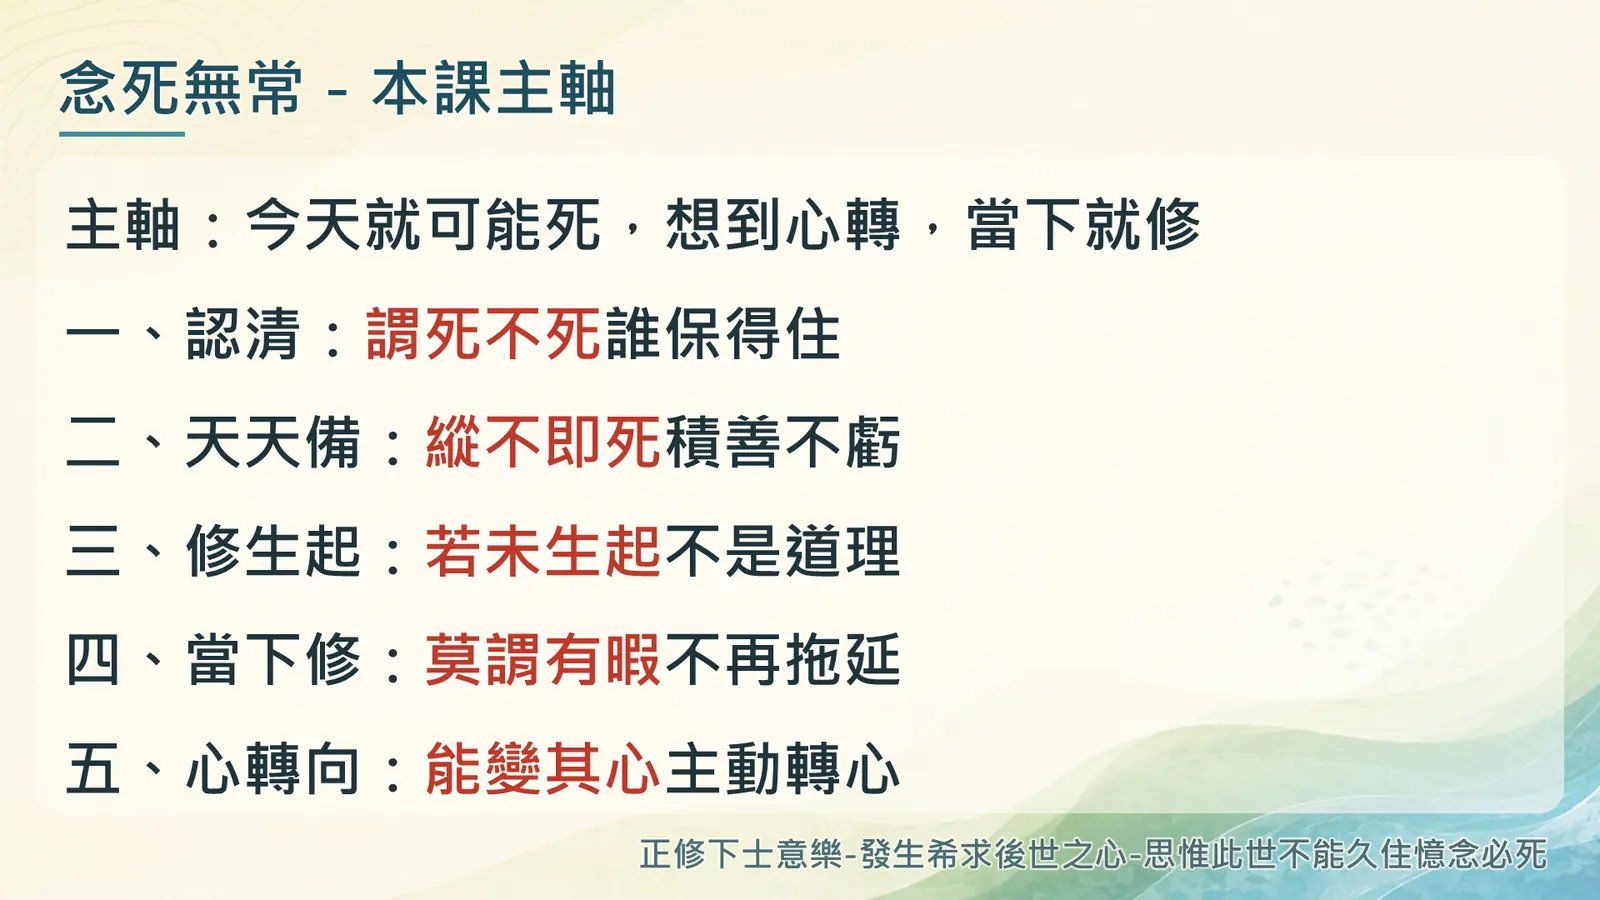 念死無常 - 本課主軸
主軸：今天就可能死，想到心轉，當下就修
一、認清：謂死不死誰保得住
二、天天備：縱不即死積善不虧
三、修生起：若未生起不是道理
四、當下修：莫謂有暇不再拖延
五、心轉向：能變其心主動轉心
正修下士意樂-發生希求後世之心-思惟此世不能久住憶念必死